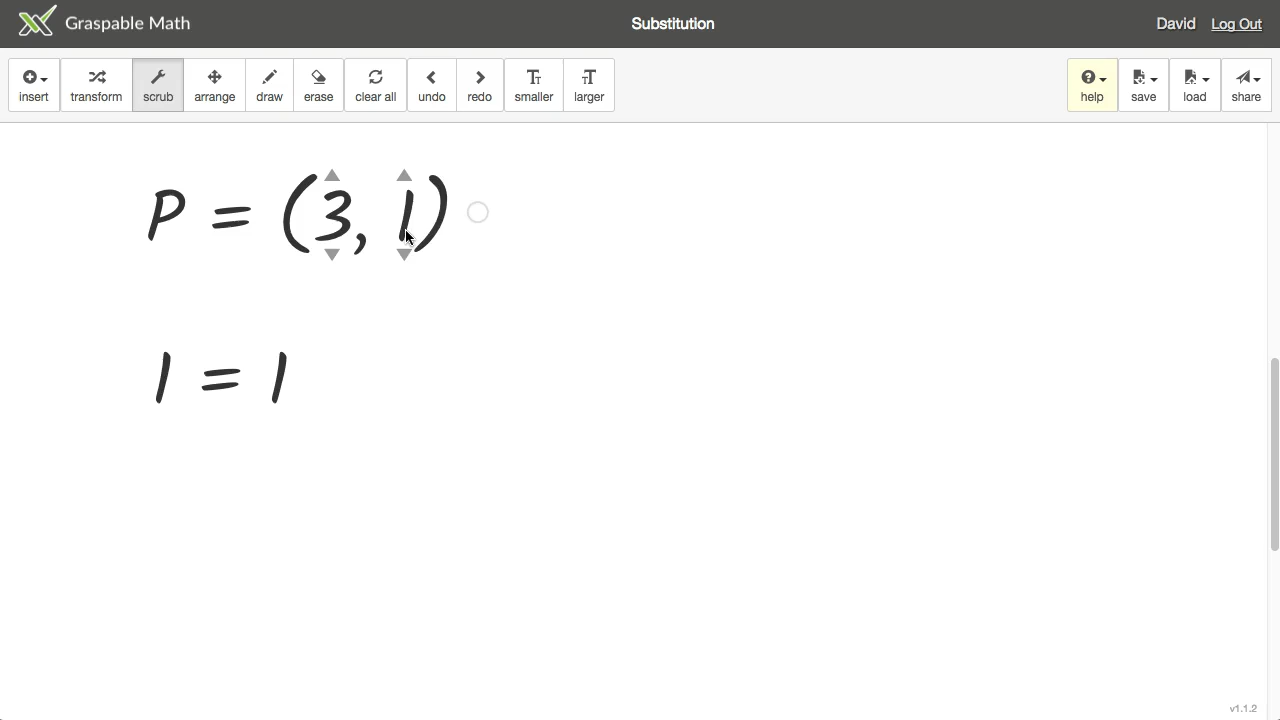 Graspable Math
Substitution
David Log Out
insert transform scrub arrange draw erase clear all undo redo smaller larger help save load share
P = (3, 1)
1 = 1
v1.1.2